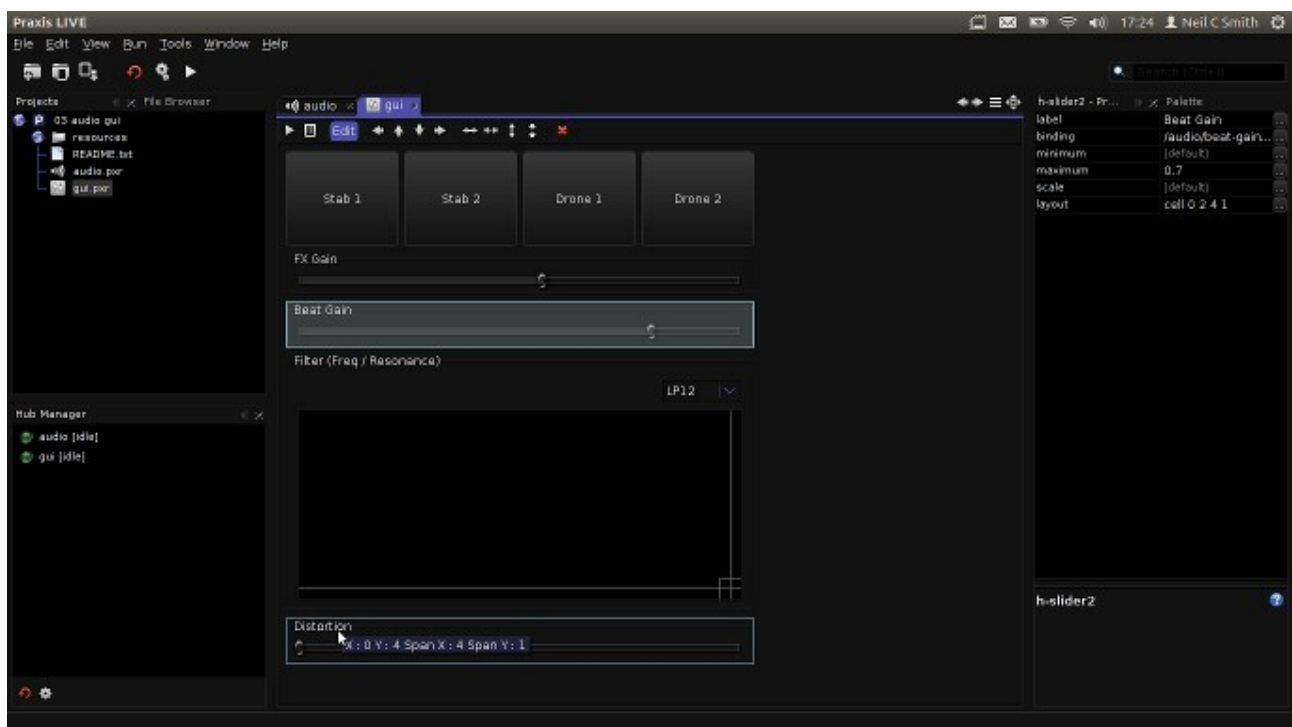 Praxis LIVE
17:24 Neil C Smith
File Edit View Run Tools Window Help
Search (Ctrl+I)
Projects File Browser
03 audio gui
resources
README.txt
audio.pxr
gui.pxr
Hub Manager
audio [idle]
gui [idle]
audio gui
Edit
Stab 1 Stab 2 Drone 1 Drone 2
FX Gain
Beat Gain
Filter (Freq / Resonance)
LP12
Distortion
X : 0 Y : 4 Span X : 4 Span Y : 1
h-slider2 - Pr... Palette
label Beat Gain
binding /audio/beat-gain...
minimum [default]
maximum 0.7
scale [default]
layout cell 0 2 4 1
h-slider2